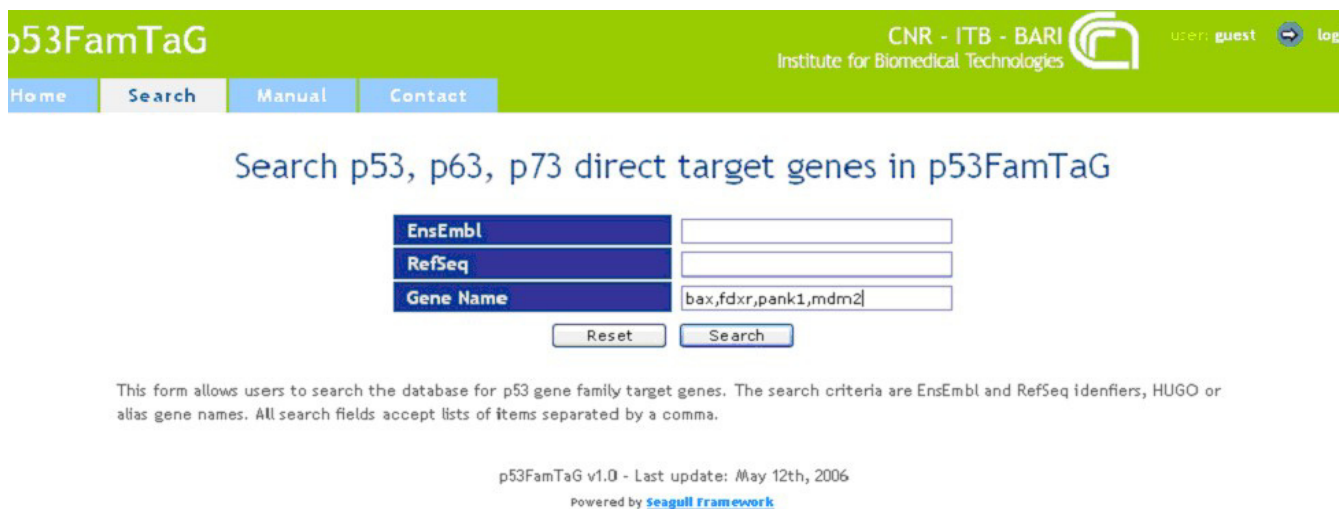 p53FamTaG
CNR - ITB - BARI
Institute for Biomedical Technologies
user: guest
log
Home Search Manual Contact
Search p53, p63, p73 direct target genes in p53FamTaG
EnsEmbl
RefSeq
Gene Name bax,fdxr,pank1,mdm2
Reset Search
This form allows users to search the database for p53 gene family target genes. The search criteria are EnsEmbl and RefSeq idenfiers, HUGO or
alias gene names. All search fields accept lists of items separated by a comma.
p53FamTaG v1.0 - Last update: May 12th, 2006
Powered by Seagull Framework